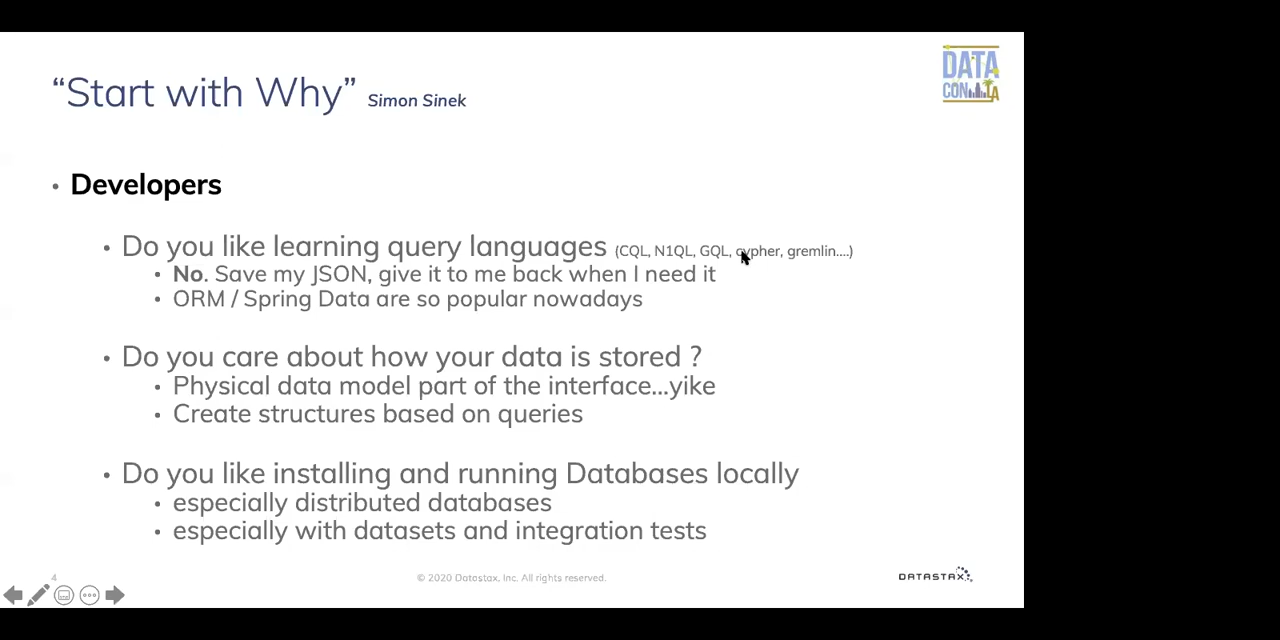 “Start with Why” Simon Sinek
DATA
CON LA
• Developers
• Do you like learning query languages (CQL, N1QL, GQL, cypher, gremlin....)
• No. Save my JSON, give it to me back when I need it
• ORM / Spring Data are so popular nowadays
• Do you care about how your data is stored ?
• Physical data model part of the interface...yike
• Create structures based on queries
• Do you like installing and running Databases locally
• especially distributed databases
• especially with datasets and integration tests
4
© 2020 Datastax, Inc. All rights reserved.
DATASTAX